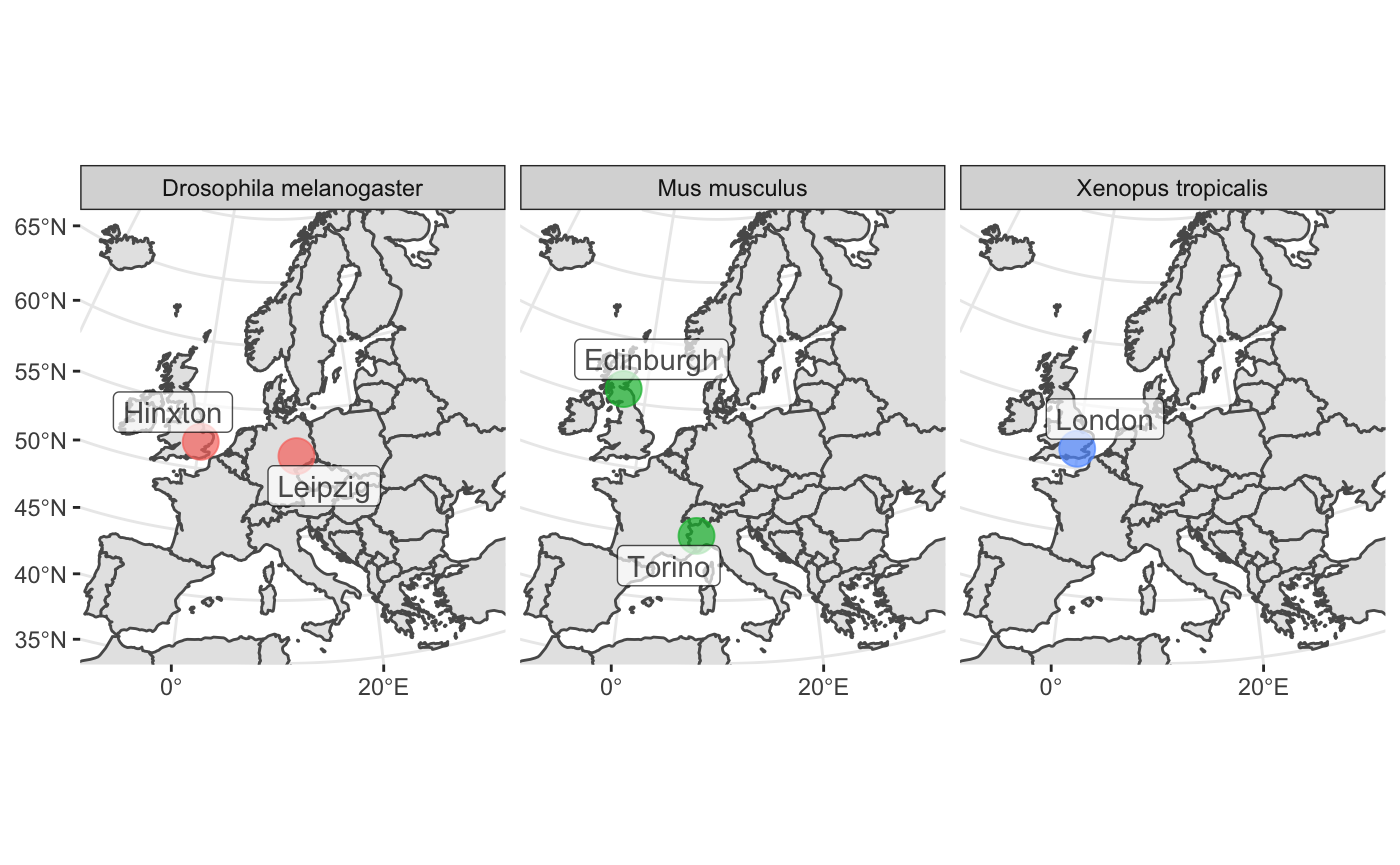 Drosophila melanogaster
Mus musculus
Xenopus tropicalis
65°N
60°N
55°N
50°N
45°N
40°N
35°N
Hinxton
Leipzig
Edinburgh
Torino
London
0°
20°E
0°
20°E
0°
20°E